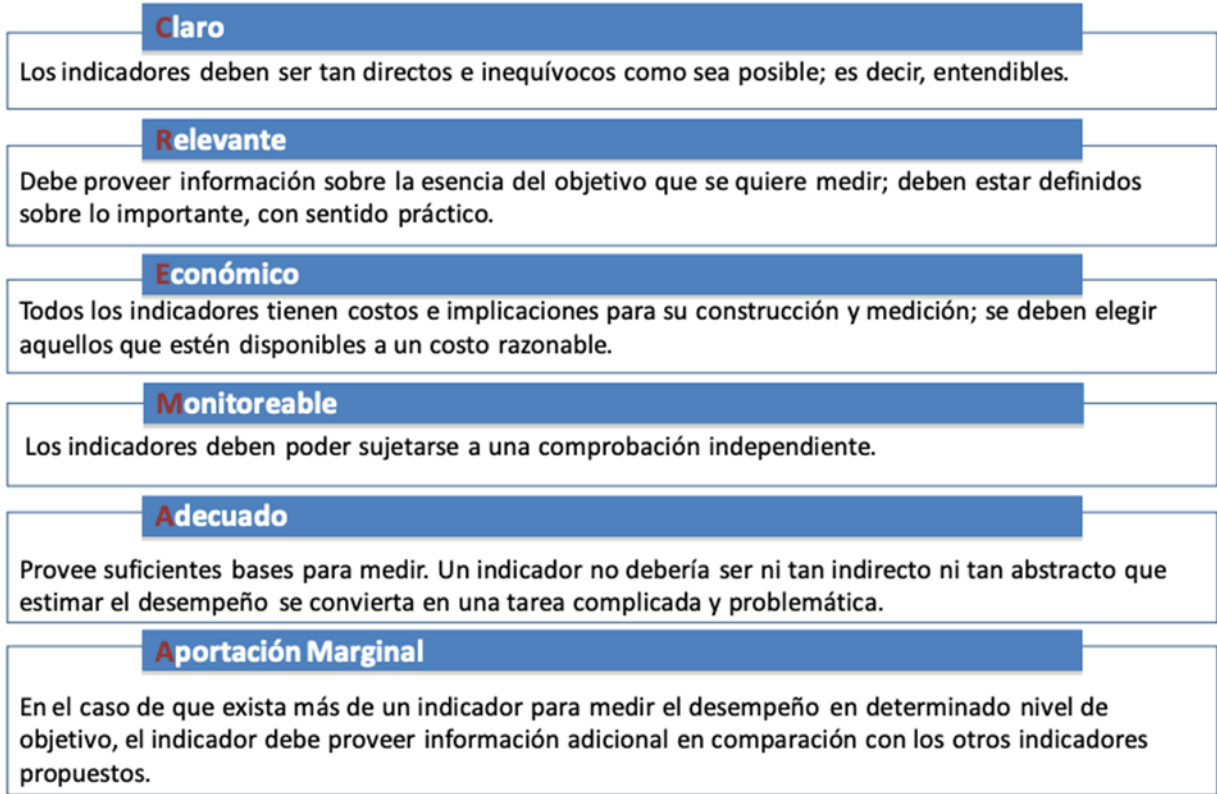 Claro
Los indicadores deben ser tan directos e inequívocos como sea posible; es decir, entendibles.
Relevante
Debe proveer información sobre la esencia del objetivo que se quiere medir; deben estar definidos
sobre lo importante, con sentido práctico.
Económico
Todos los indicadores tienen costos e implicaciones para su construcción y medición; se deben elegir
aquellos que estén disponibles a un costo razonable.
Monitoreable
Los indicadores deben poder sujetarse a una comprobación independiente.
Adecuado
Provee suficientes bases para medir. Un indicador no debería ser ni tan indirecto ni tan abstracto que
estimar el desempeño se convierta en una tarea complicada y problemática.
Aportación Marginal
En el caso de que exista más de un indicador para medir el desempeño en determinado nivel de
objetivo, el indicador debe proveer información adicional en comparación con los otros indicadores
propuestos.